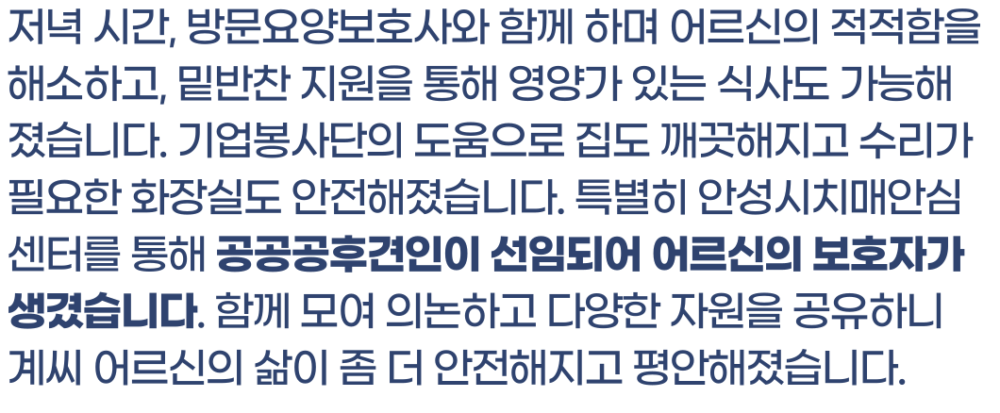 저녁 시간, 방문요양보호사와 함께 하며 어르신의 적적함을
해소하고, 밑반찬 지원을 통해 영양가 있는 식사도 가능해
졌습니다. 기업봉사단의 도움으로 집도 깨끗해지고 수리가
필요한 화장실도 안전해졌습니다. 특별히 안성시치매안심
센터를 통해 공공공후견인이 선임되어 어르신의 보호자가
생겼습니다. 함께 모여 의논하고 다양한 자원을 공유하니
계씨 어르신의 삶이 좀 더 안전해지고 평안해졌습니다.